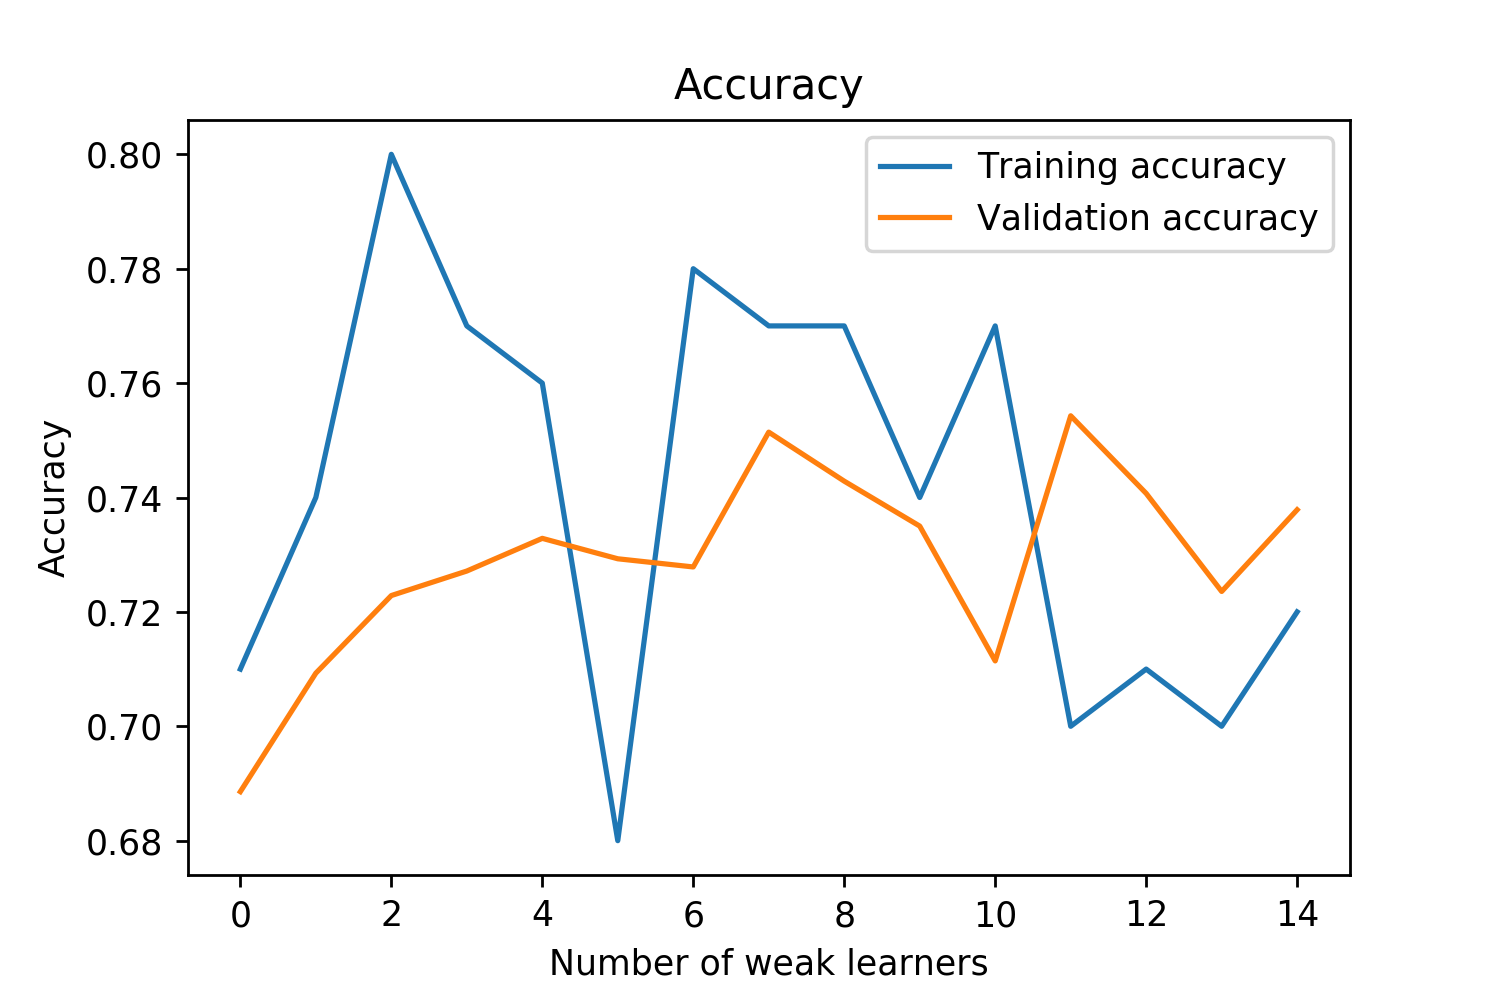 Accuracy
Training accuracy
Validation accuracy
0.80
0.78
0.76
0.74
0.72
0.70
0.68
Accuracy
0 2 4 6 8 10 12 14
Number of weak learners